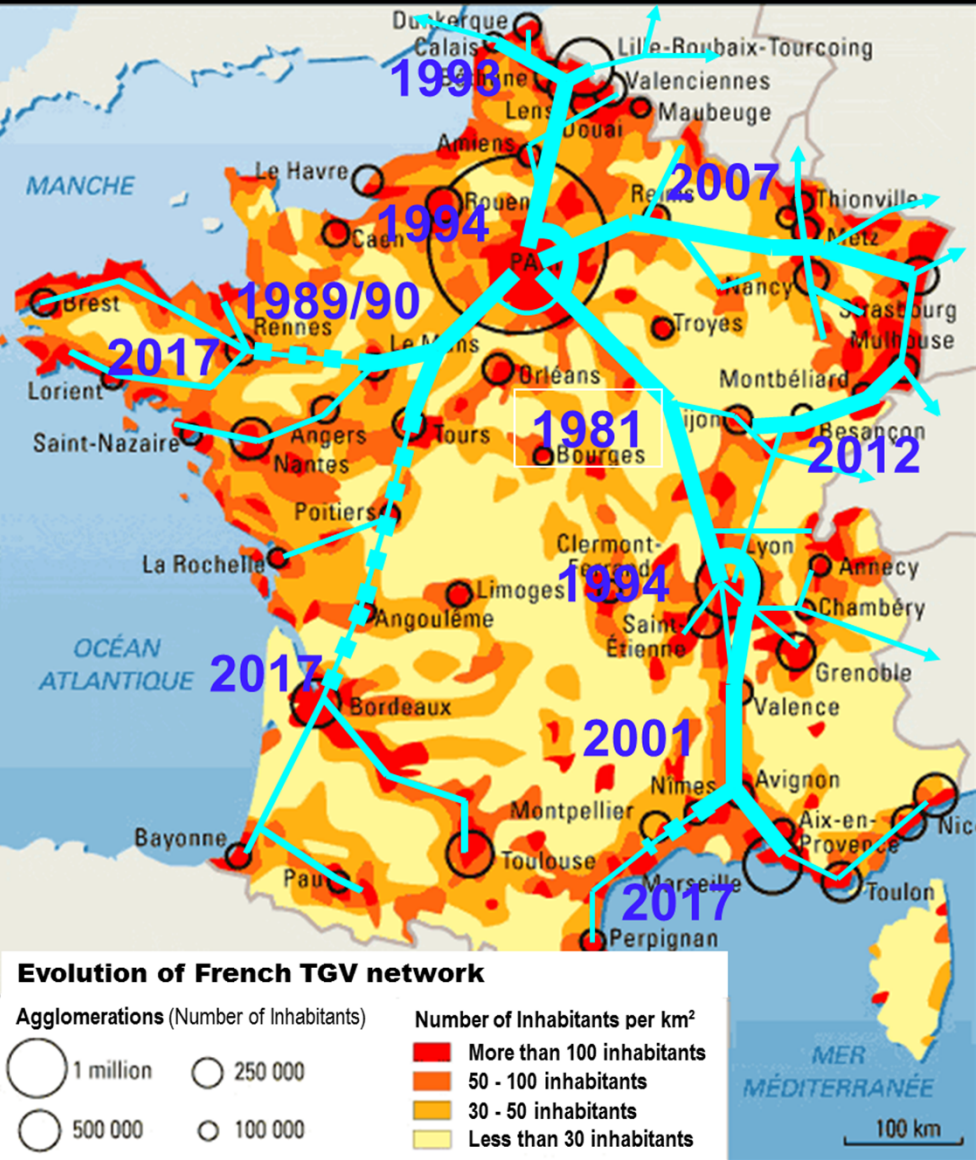 Dunkerque
Calais
Lille-Roubaix-Tourcoing
1993
Béthune
Valenciennes
Lens
Maubeuge
Douai
Amiens
Le Havre
MANCHE
Reims
2007
Rouen
Thionville
1994
Caen
Metz
PARIS
Nancy
Brest
1989/90
Strasbourg
Rennes
Troyes
Mulhouse
Le Mans
2017
Orléans
Montbéliard
Lorient
Dijon
1981
Besançon
Saint-Nazaire
Angers
Tours
Bourges
2012
Nantes
Poitiers
Clermont-
Ferrand
Lyon
La Rochelle
Annecy
1994
Limoges
Chambéry
Angoulême
Saint-
Étienne
OCÉAN
ATLANTIQUE
2017
Grenoble
Bordeaux
Valence
2001
Nîmes
Avignon
Montpellier
Aix-en-
Provence
Nic
Bayonne
Toulouse
Pau
Marseille
Toulon
2017
Perpignan
Evolution of French TGV network
Agglomerations (Number of Inhabitants)
1 million
250 000
500 000
100 000
Number of Inhabitants per km²
More than 100 inhabitants
50 - 100 inhabitants
30 - 50 inhabitants
Less than 30 inhabitants
MER
MÉDITERRANÉE
100 km